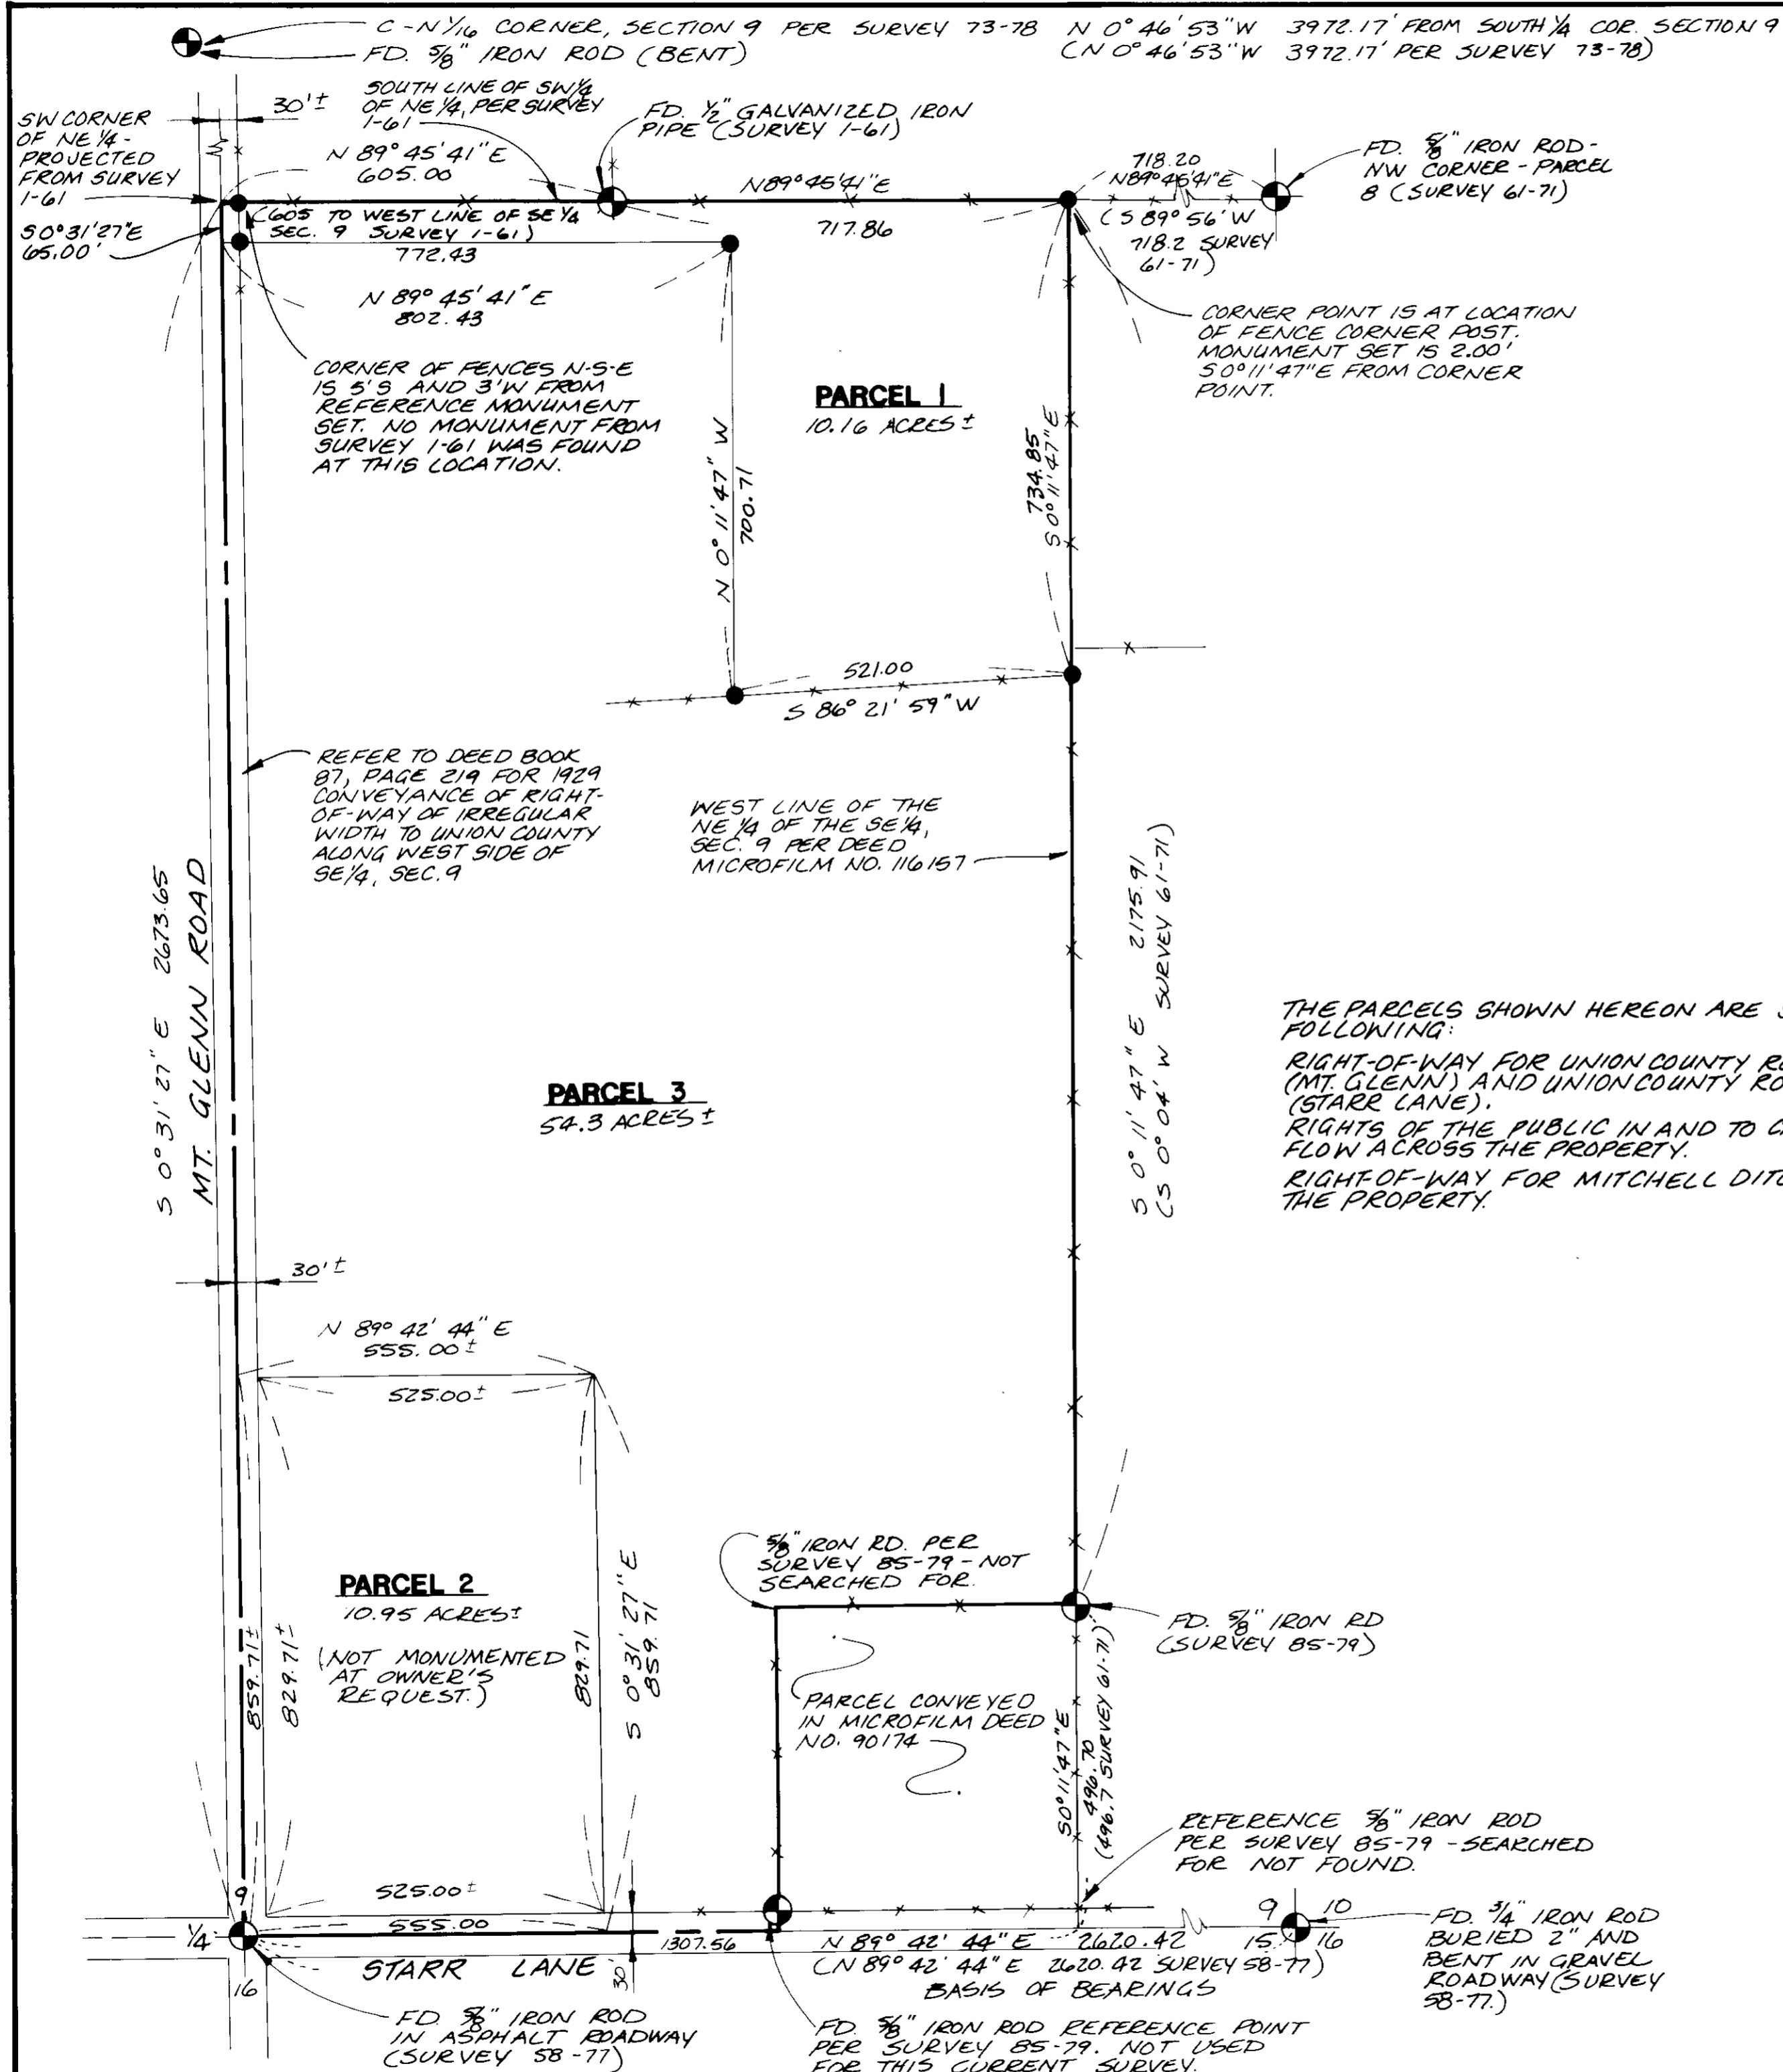 C-N 1/16 CORNER, SECTION 9 PER SURVEY 73-78 N 0° 46' 53"W 3972.17' FROM SOUTH 1/4 COR. SECTION 9
FD. 5/8" IRON ROD (BENT)
(N 0° 46' 53"W 3972.17' PER SURVEY 73-78)
SW CORNER
OF NE 1/4-
PROJECTED
FROM SURVEY
1-61
S0°31'27"E
65.00'
30'±
SOUTH LINE OF SW 1/4
OF NE 1/4, PER SURVEY
1-61
N 89° 45' 41" E
605.00
FD. 1/2" GALVANIZED IRON
PIPE (SURVEY 1-61)
N89°45'41"E
717.86
718.20
N89°45'41"E
(S 89° 56' W
718.2 SURVEY
61-71)
FD. 5/8" IRON ROD-
NW CORNER - PARCEL
8 (SURVEY 61-71)
(605 TO WEST LINE OF SE 1/4
SEC. 9 SURVEY 1-61)
772.43
N 89° 45' 41" E
802.43
CORNER OF FENCES N-S-E
IS 5'S AND 3'W FROM
REFERENCE MONUMENT
SET. NO MONUMENT FROM
SURVEY 1-61 WAS FOUND
AT THIS LOCATION.
CORNER POINT IS AT LOCATION
OF FENCE CORNER POST.
MONUMENT SET IS 2.00'
S0°11'47"E FROM CORNER
POINT.
PARCEL 1
10.16 ACRES ±
N 0° 11' 47" W
700.71
734.85
S 0° 11' 47" E
521.00
S 86° 21' 59" W
REFER TO DEED BOOK
87, PAGE 219 FOR 1929
CONVEYANCE OF RIGHT-
OF-WAY OF IRREGULAR
WIDTH TO UNION COUNTY
ALONG WEST SIDE OF
SE 1/4, SEC. 9
WEST LINE OF THE
NE 1/4 OF THE SE 1/4,
SEC. 9 PER DEED
MICROFILM NO. 116157
S 0° 31' 27" E 2673.65
MT. GLENN ROAD
S 0° 11' 47" E 2175.91
(S 0° 04' W SURVEY 61-71)
THE PARCELS SHOWN HEREON ARE
FOLLOWING:
RIGHT-OF-WAY FOR UNION COUNTY
(MT. GLENN) AND UNION COUNTY
(STARR LANE).
RIGHTS OF THE PUBLIC IN AND TO
FLOW ACROSS THE PROPERTY.
RIGHT-OF-WAY FOR MITCHELL
THE PROPERTY.
PARCEL 3
54.3 ACRES ±
30'±
N 89° 42' 44" E
555.00±
525.00±
5/8" IRON RD. PER
SURVEY 85-79 - NOT
SEARCHED FOR.
PARCEL 2
10.95 ACRES±
(NOT MONUMENTED
AT OWNER'S
REQUEST.)
859.71±
829.71±
829.71
S 0° 31' 27" E
859.71
FD. 5/8" IRON RD
(SURVEY 85-79)
PARCEL CONVEYED
IN MICROFILM DEED
NO. 90174
S0°11'47"E
496.70
(496.7 SURVEY 61-71)
REFERENCE 5/8" IRON ROD
PER SURVEY 85-79 - SEARCHED
FOR NOT FOUND.
525.00±
555.00
9
1/4
16
1307.56
30
N 89° 42' 44" E 2620.42
(N 89° 42' 44" E 2620.42 SURVEY 58-77)
BASIS OF BEARINGS
9 10
15 16
STARR LANE
FD. 3/4" IRON ROD
BURIED 2" AND
BENT IN GRAVEL
ROADWAY (SURVEY
58-77.)
FD. 5/8" IRON ROD
IN ASPHALT ROADWAY
(SURVEY 58-77)
FD. 5/8" IRON ROD REFERENCE POINT
PER SURVEY 85-79. NOT USED
FOR THIS CURRENT SURVEY.